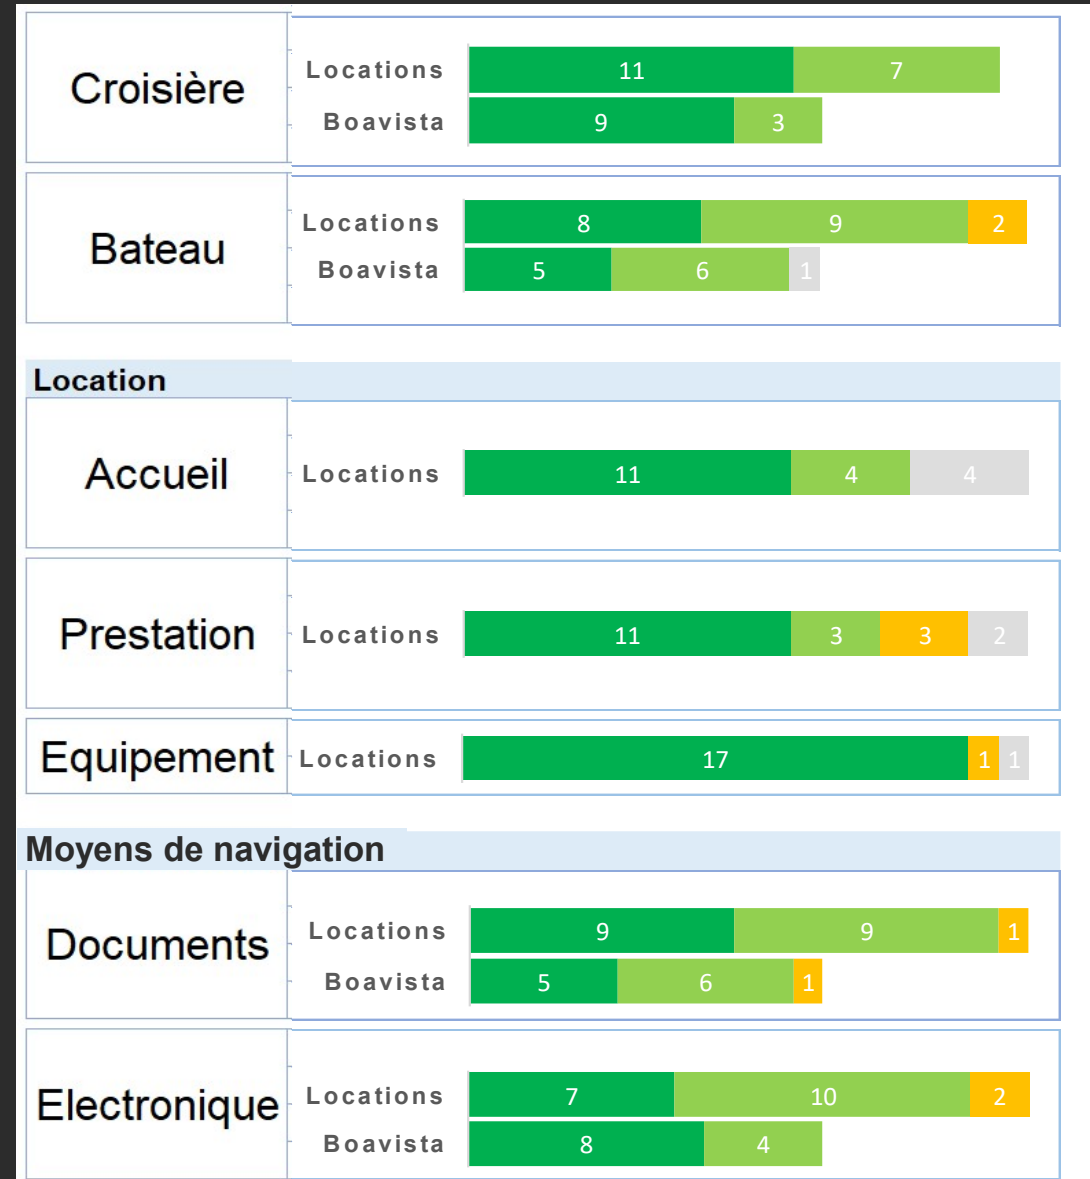 Croisière
Locations 11 7
Boavista 9 3
Bateau
Locations 8 9 2
Boavista 5 6 1
Location
Accueil
Locations 11 4 4
Prestation
Locations 11 3 3 2
Equipement
Locations 17 1 1
Moyens de navigation
Documents
Locations 9 9 1
Boavista 5 6 1
Electronique
Locations 7 10 2
Boavista 8 4